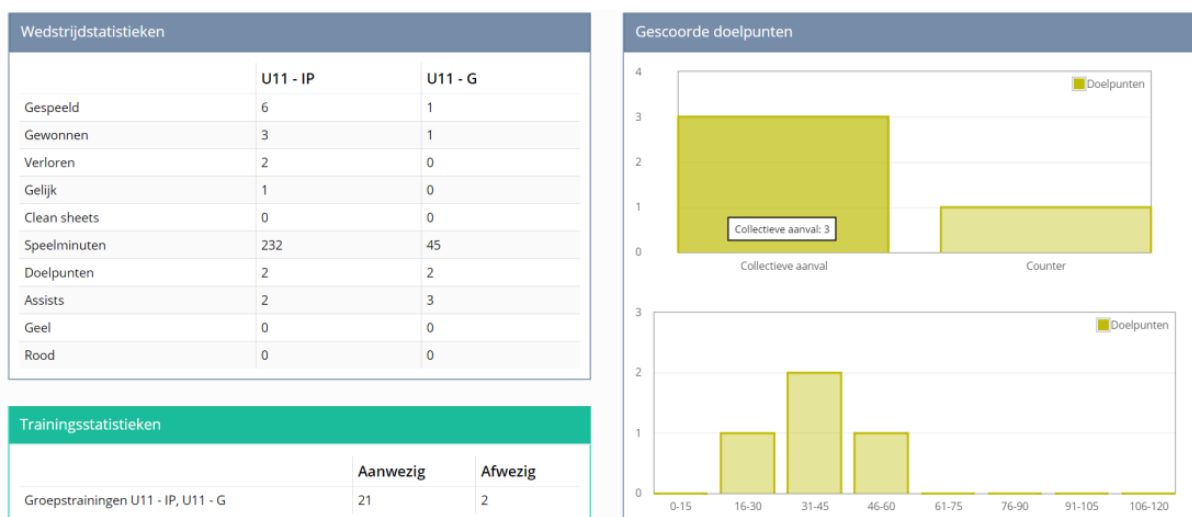 Wedstrijdstatistieken
U11 - IP U11 - G
Gespeeld 6 1
Gewonnen 3 1
Verloren 2 0
Gelijk 1 0
Clean sheets 0 0
Speelminuten 232 45
Doelpunten 2 2
Assists 2 3
Geel 0 0
Rood 0 0
Trainingsstatistieken
Aanwezig Afwezig
Groepstrainingen U11 - IP, U11 - G 21 2
Gescoorde doelpunten
4
Doelpunten
3
2
1
Collectieve aanval: 3
0
Collectieve aanval Counter
3
Doelpunten
2
1
0
0-15 16-30 31-45 46-60 61-75 76-90 91-105 106-120